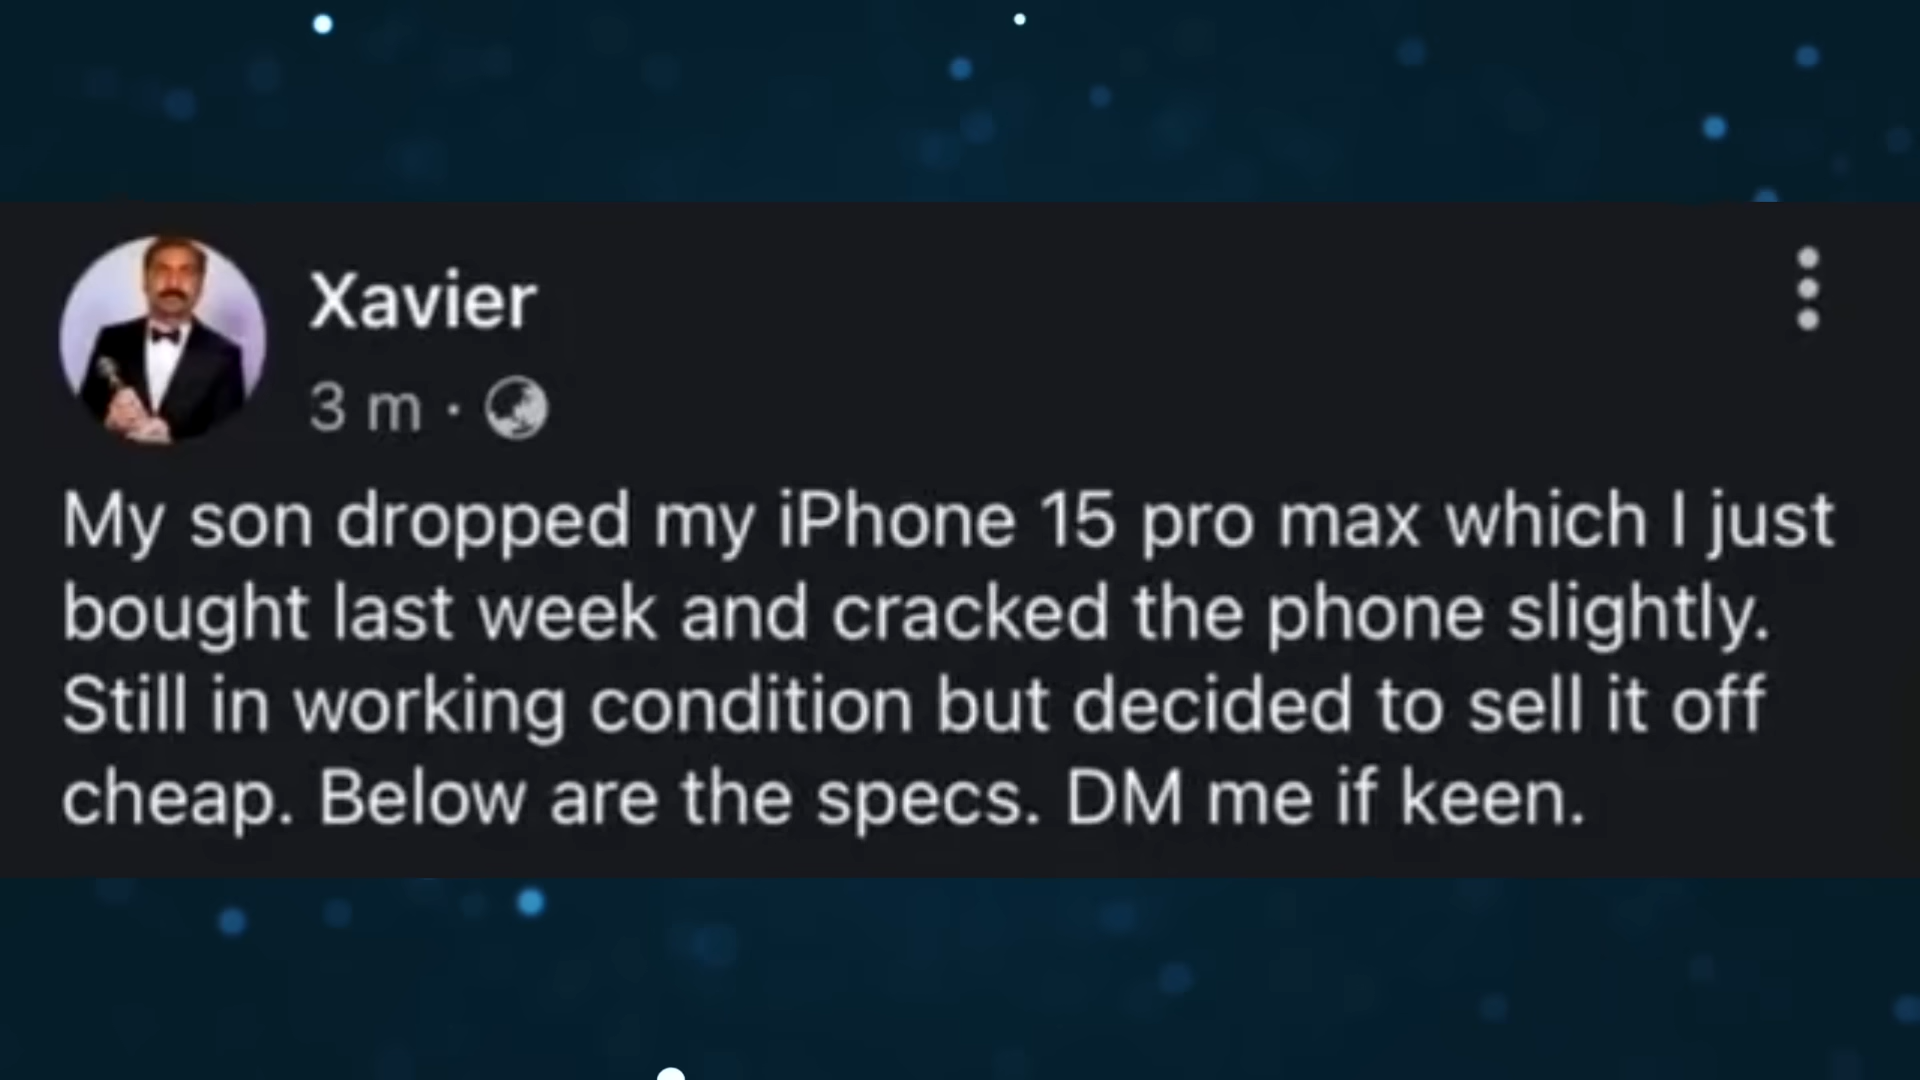 Xavier
3 m ·
My son dropped my iPhone 15 pro max which I just
bought last week and cracked the phone slightly.
Still in working condition but decided to sell it off
cheap. Below are the specs. DM me if keen.